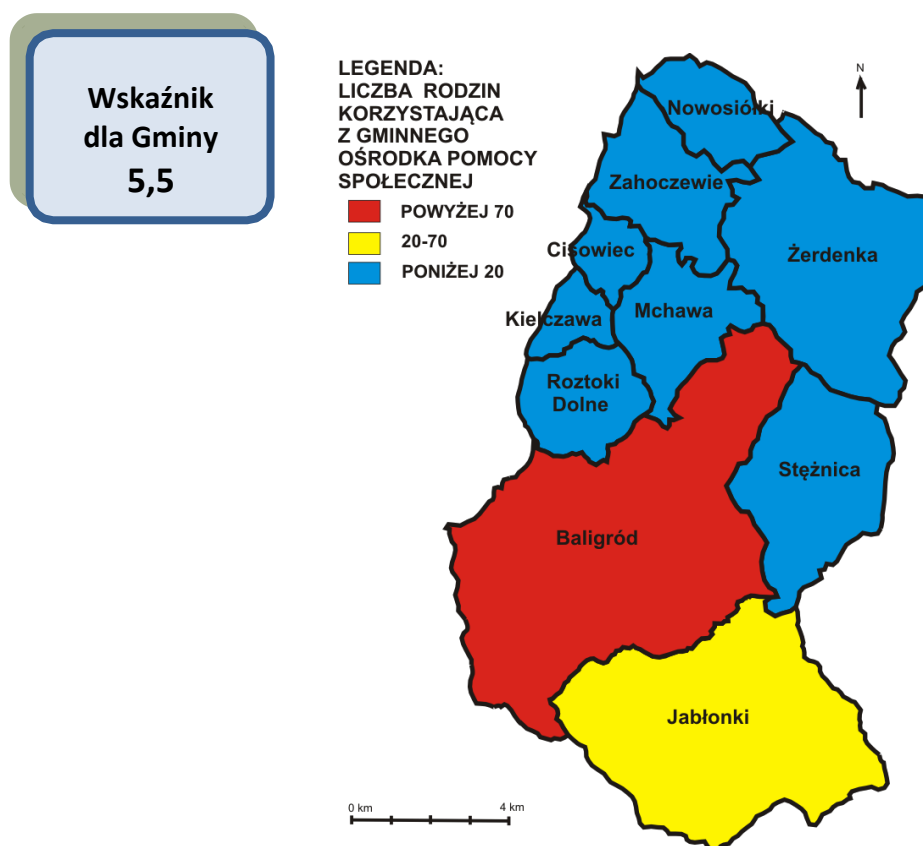 Wskaźnik
dla Gminy
5,5
LEGENDA:
LICZBA RODZIN
KORZYSTAJĄCA
Z GMINNEGO
OŚRODKA POMOCY
SPOŁECZNEJ
POWYŻEJ 70
20-70
PONIŻEJ 20
N
Nowosiółki
Zahoczewie
Cisowiec
Żerdenka
Kielczawa
Mchawa
Roztoki
Dolne
Stężnica
Baligród
Jabłonki
0 km
4 km